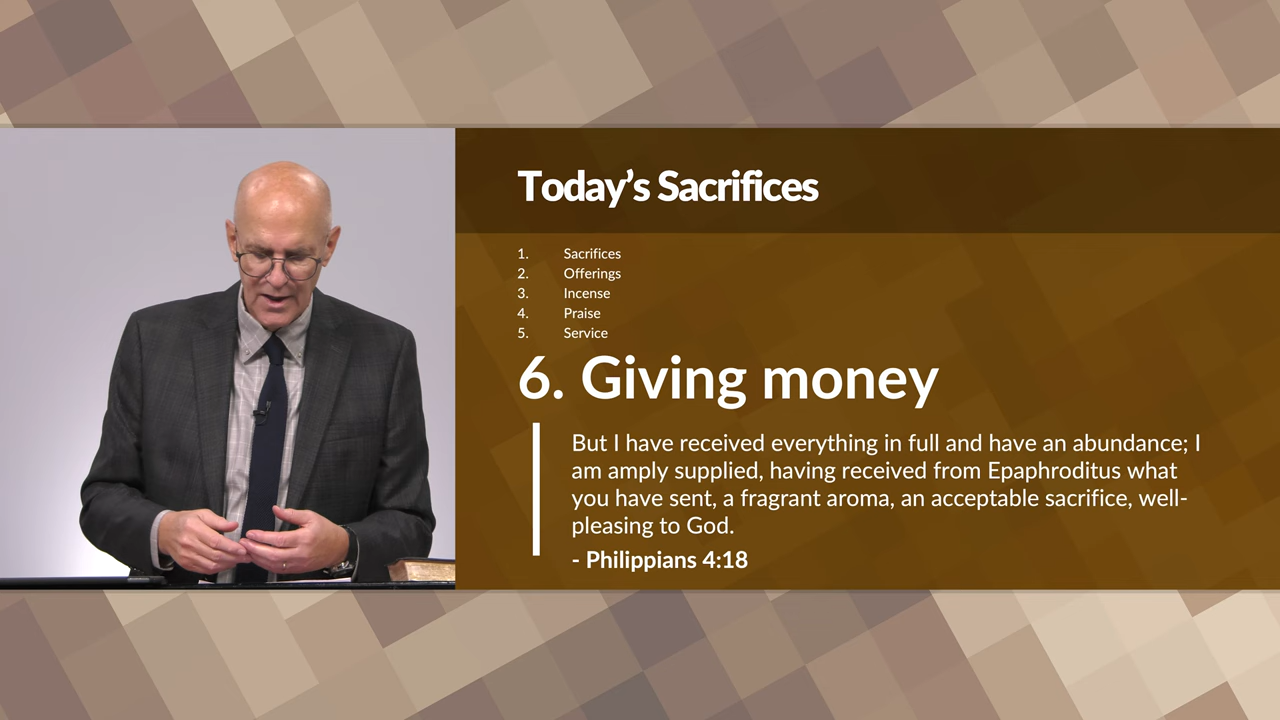 Today’s Sacrifices
1. Sacrifices
2. Offerings
3. Incense
4. Praise
5. Service
6. Giving money
But I have received everything in full and have an abundance; I
am amply supplied, having received from Epaphroditus what
you have sent, a fragrant aroma, an acceptable sacrifice, well-
pleasing to God.
- Philippians 4:18